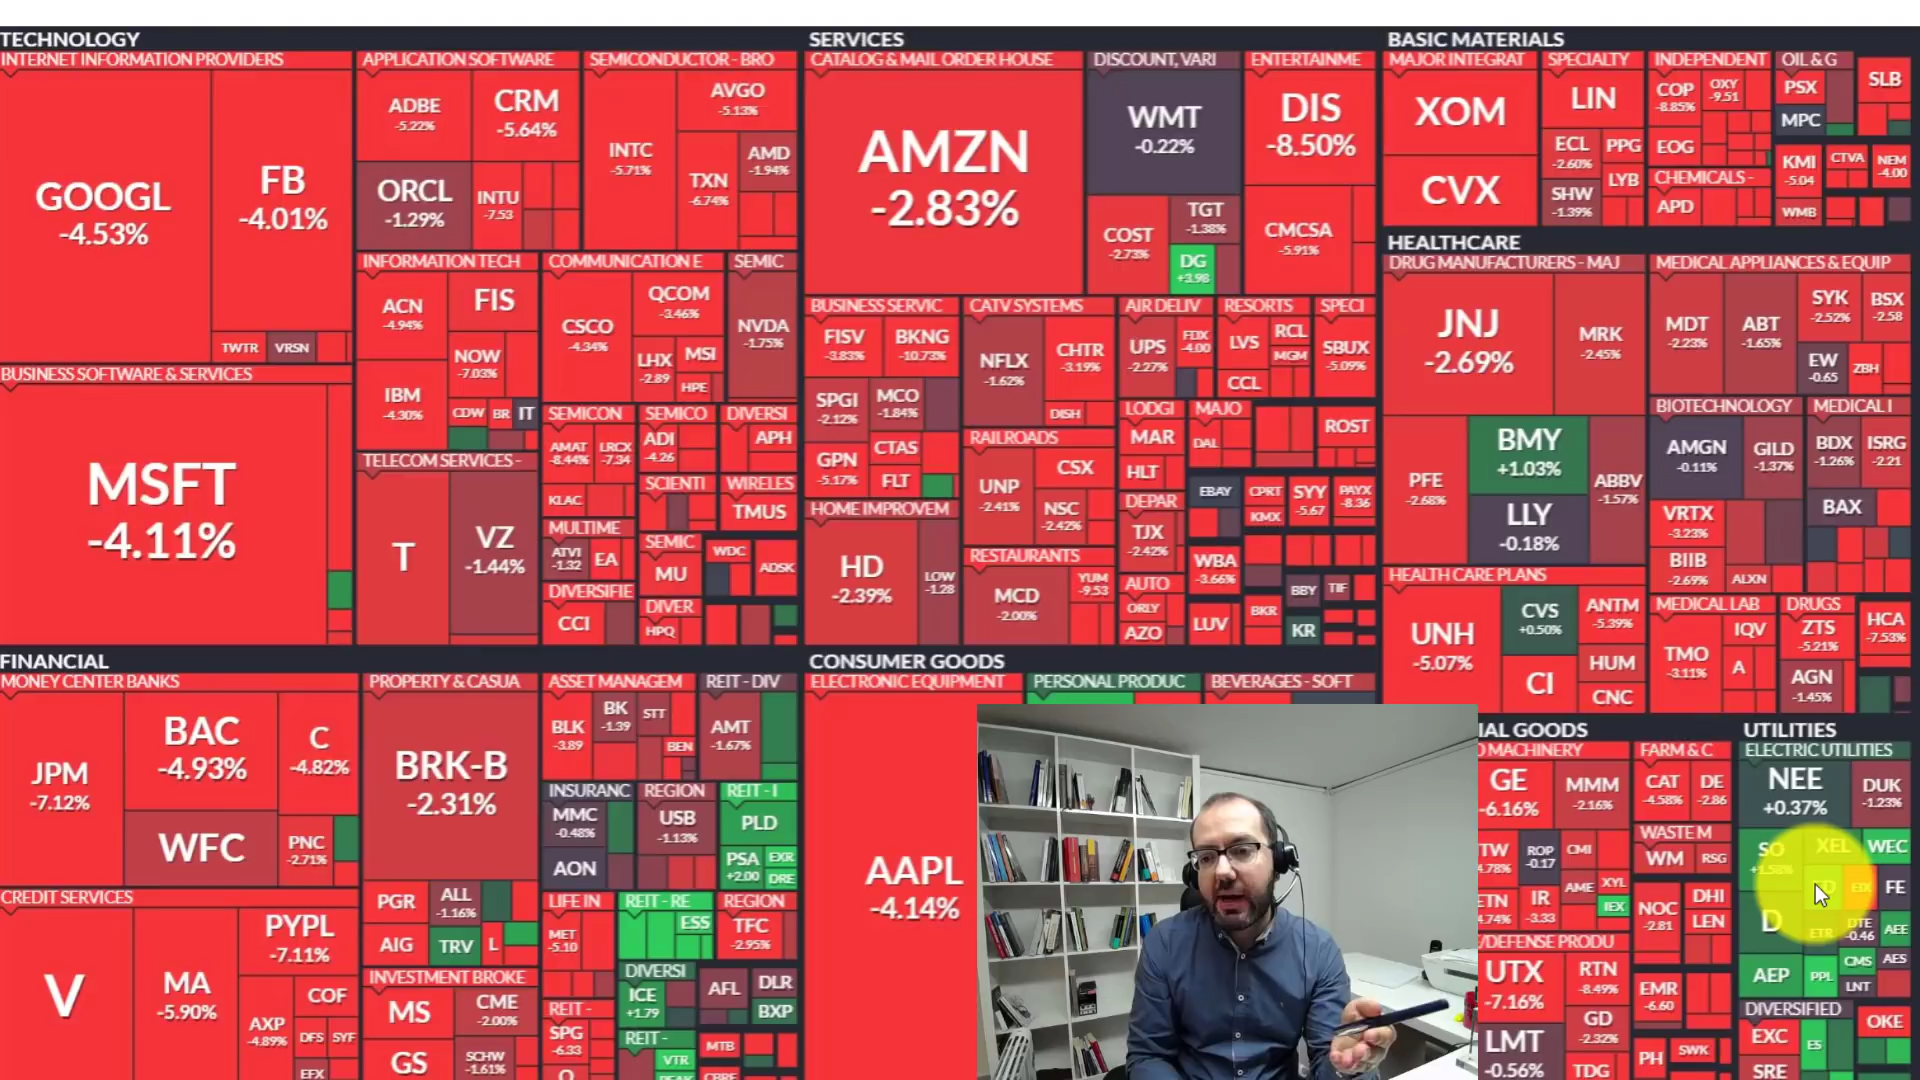 TECHNOLOGY
INTERNET INFORMATION PROVIDERS
GOOGL
-4.53%
FB
-4.01%
TWTR
VRSN
BUSINESS SOFTWARE & SERVICES
MSFT
-4.11%
APPLICATION SOFTWARE
ADBE
-5.22%
CRM
-5.64%
ORCL
-1.29%
INTU
-7.53
SEMICONDUCTOR - BRO
INTC
-5.71%
AVGO
-5.13%
TXN
-6.74%
AMD
-1.94%
INFORMATION TECH
ACN
-4.94%
FIS
NOW
-7.03%
IBM
-4.30%
CDW
BR
IT
COMMUNICATION E
CSCO
-4.34%
QCOM
-3.46%
LHX
-2.89
MSI
HPE
SEMIC
NVDA
-1.75%
TELECOM SERVICES -
T
VZ
-1.44%
SEMICON
AMAT
-8.44%
LRCX
-7.34
KLAC
SEMICO
ADI
-4.26
DIVERSI
APH
SCIENTI
WIRELES
TMUS
MULTIME
ATVI
-1.32
EA
SEMIC
MU
WDC
ADSK
DIVERSIFIE
CCI
DIVER
HPQ
SERVICES
CATALOG & MAIL ORDER HOUSE
AMZN
-2.83%
DISCOUNT, VARI
WMT
-0.22%
COST
-2.73%
TGT
-1.38%
DG
+3.98
ENTERTAINME
DIS
-8.50%
CMCSA
-5.91%
BUSINESS SERVIC
FISV
-3.83%
BKNG
-10.73%
SPGI
-2.12%
MCO
-1.84%
CTAS
GPN
-5.17%
FLT
CATV SYSTEMS
NFLX
-1.62%
CHTR
-3.19%
DISH
AIR DELIV
UPS
-2.27%
FDX
-4.00
RESORTS
LVS
RCL
MGM
CCL
SPECI
SBUX
-5.09%
LODGI
MAR
HLT
MAJO
DAL
ROST
RAILROADS
UNP
-2.41%
CSX
NSC
-2.42%
DEPAR
TJX
-2.42%
EBAY
CPRT
KMX
SYY
-5.67
PAYX
-8.36
HOME IMPROVEM
HD
-2.39%
LOW
-1.28
RESTAURANTS
MCD
-2.00%
YUM
-9.53
AUTO
ORLY
AZO
WBA
-3.66%
LUV
BKR
BBY
TIF
KR
BASIC MATERIALS
MAJOR INTEGRAT
XOM
CVX
SPECIALTY
LIN
ECL
-2.60%
PPG
SHW
-1.39%
LYB
INDEPENDENT
COP
-8.85%
OXY
-9.51
EOG
CHEMICALS -
APD
OIL & G
PSX
MPC
SLB
KMI
-5.04
CTVA
NEM
-4.00
WMB
HEALTHCARE
DRUG MANUFACTURERS - MAJ
JNJ
-2.69%
MRK
-2.45%
PFE
-2.68%
BMY
+1.03%
LLY
-0.18%
ABBV
-1.57%
MEDICAL APPLIANCES & EQUIP
MDT
-2.23%
ABT
-1.65%
SYK
-2.52%
BSX
-2.58
EW
-0.65
ZBH
BIOTECHNOLOGY
AMGN
-0.11%
GILD
-1.37%
VRTX
-3.23%
BIIB
-2.69%
ALXN
MEDICAL I
BDX
-1.26%
ISRG
-2.21
BAX
HEALTH CARE PLANS
UNH
-5.07%
CVS
+0.50%
ANTM
-5.39%
CI
HUM
CNC
MEDICAL LAB
TMO
-3.11%
IQV
A
DRUGS
ZTS
-5.21%
AGN
-1.45%
HCA
-7.53%
FINANCIAL
MONEY CENTER BANKS
JPM
-7.12%
BAC
-4.93%
C
-4.82%
WFC
PNC
-2.71%
CREDIT SERVICES
V
MA
-5.90%
PYPL
-7.11%
AXP
-4.89%
COF
DFS
SYF
EFX
PROPERTY & CASUA
BRK-B
-2.31%
PGR
ALL
-1.16%
AIG
TRV
L
INVESTMENT BROKE
MS
CME
-2.00%
GS
SCHW
-1.61%
ASSET MANAGEM
BLK
-3.89
BK
-1.39
STT
BEN
REIT - DIV
AMT
-1.67%
INSURANC
MMC
-0.48%
AON
REGION
USB
-1.13%
REIT - I
PLD
PSA
+2.00
EXR
DRE
LIFE IN
MET
-5.10
REIT - RE
ESS
REGION
TFC
-2.95%
DIVERSI
ICE
+1.79
AFL
DLR
BXP
REIT -
SPG
-6.33
REIT -
VTR
PEAK
MTB
CBRE
CONSUMER GOODS
ELECTRONIC EQUIPMENT
AAPL
-4.14%
PERSONAL PRODUC
BEVERAGES - SOFT
IAL GOODS
D MACHINERY
GE
-6.16%
MMM
-2.16%
TW
4.78%
ROP
-0.17
CMI
ETN
4.74%
IR
-3.33
AME
XYL
IEX
/DEFENSE PRODU
UTX
-7.16%
RTN
-8.49%
LMT
-0.56%
GD
-2.32%
TDG
FARM & C
CAT
-4.58%
DE
-2.86
WASTE M
WM
RSG
NOC
-2.81
DHI
LEN
EMR
-6.60
PH
SWK
UTILITIES
ELECTRIC UTILITIES
NEE
+0.37%
DUK
-1.23%
SO
XEL
WEC
FE
D
ETR
DTE
-0.46
AEE
AEP
PPL
CMS
AES
LNT
DIVERSIFIED
EXC
ES
SRE
OKE